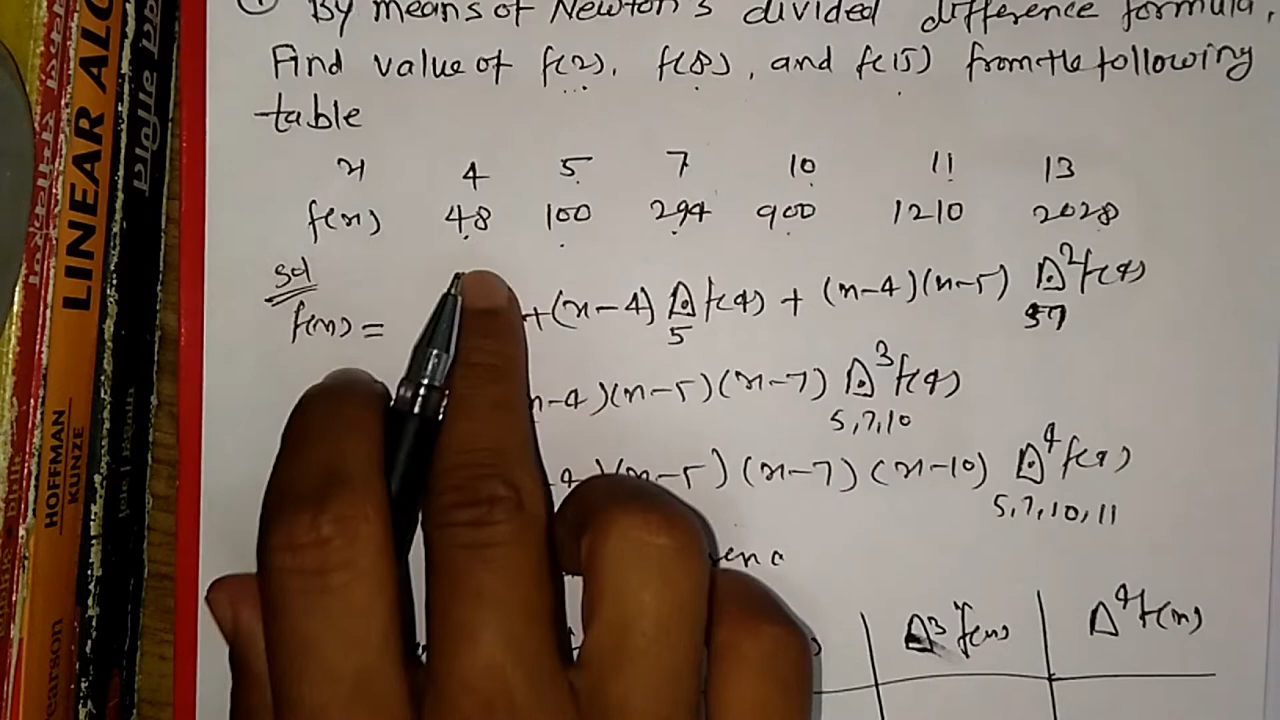 By means of Newton's divided difference formula,
Find value of f(2), f(8), and f(15) from the following
table
x 4 5 7 10 11 13
f(x) 48 100 294 900 1210 2028
Sol
f(x) = +(x-4) Δ f(4) + (x-4)(x-5) Δ² f(4)
5 57
x-4)(x-5)(x-7) Δ³ f(4)
5,7,10
4)(x-5)(x-7)(x-10) Δ⁴ f(4)
5,7,10,11
Δ³ f(x) Δ⁴ f(x)
LINEAR ALG
HOFFMAN
KUNZE
earson